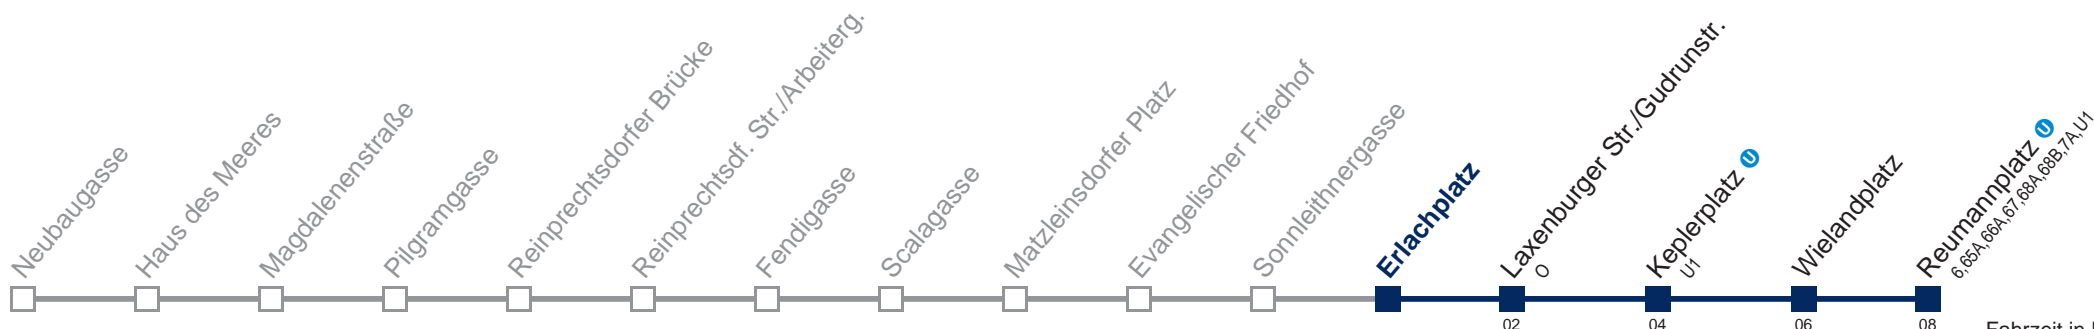 Neubaugasse
Haus des Meeres
Magdalenenstraße
Pilgramgasse
Reinprechtsdorfer Brücke
Reinprechtsdf. Str./Arbeiterg.
Fendigasse
Scalagasse
Matzleinsdorfer Platz
Evangelischer Friedhof
Sonnleithnergasse
Erlachplatz
Laxenburger Str./Gudrunstr.
O
Keplerplatz U
U1
Wielandplatz
Reumannplatz U
6,65A,66A,67,68A,68B,7A,U1
02 04 06 08
Fahrzeit in